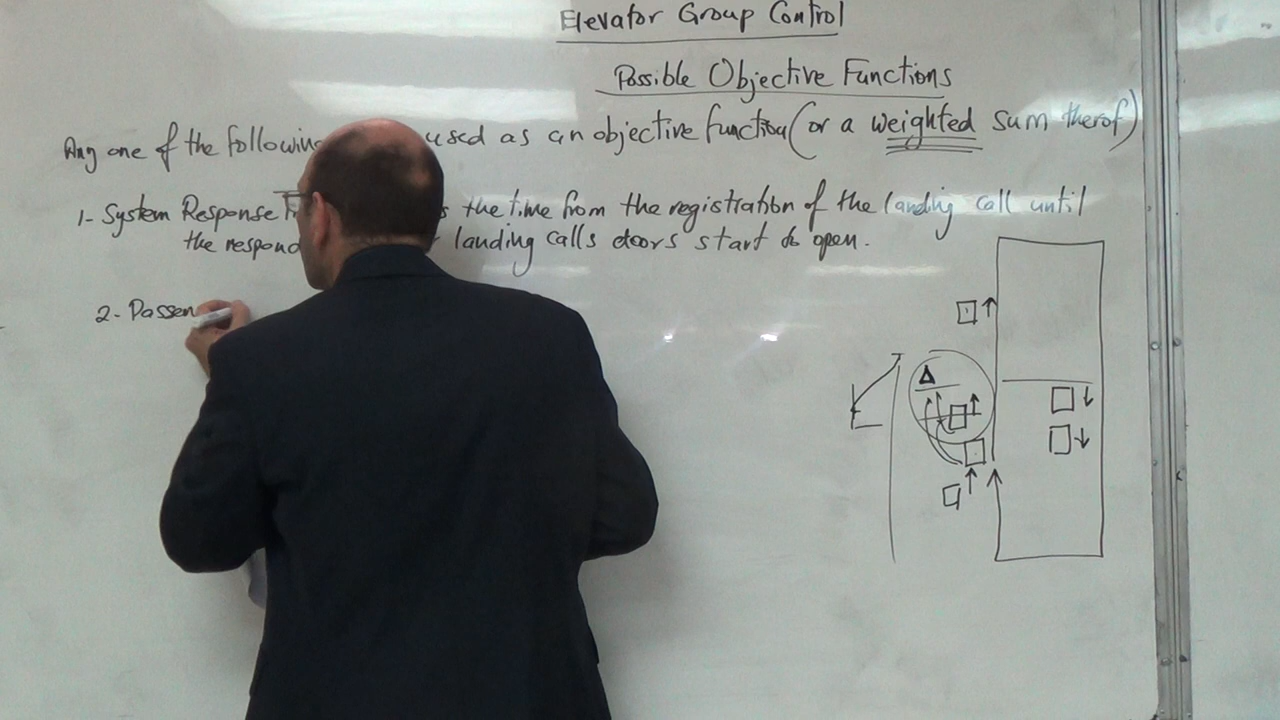 Elevator Group Control
Possible Objective Functions
Any one of the following used as an objective function (or a weighted sum therof)
1- System Response the time from the registration of the landing call until
the landing calls doors start to open.
2- Passen
Δ